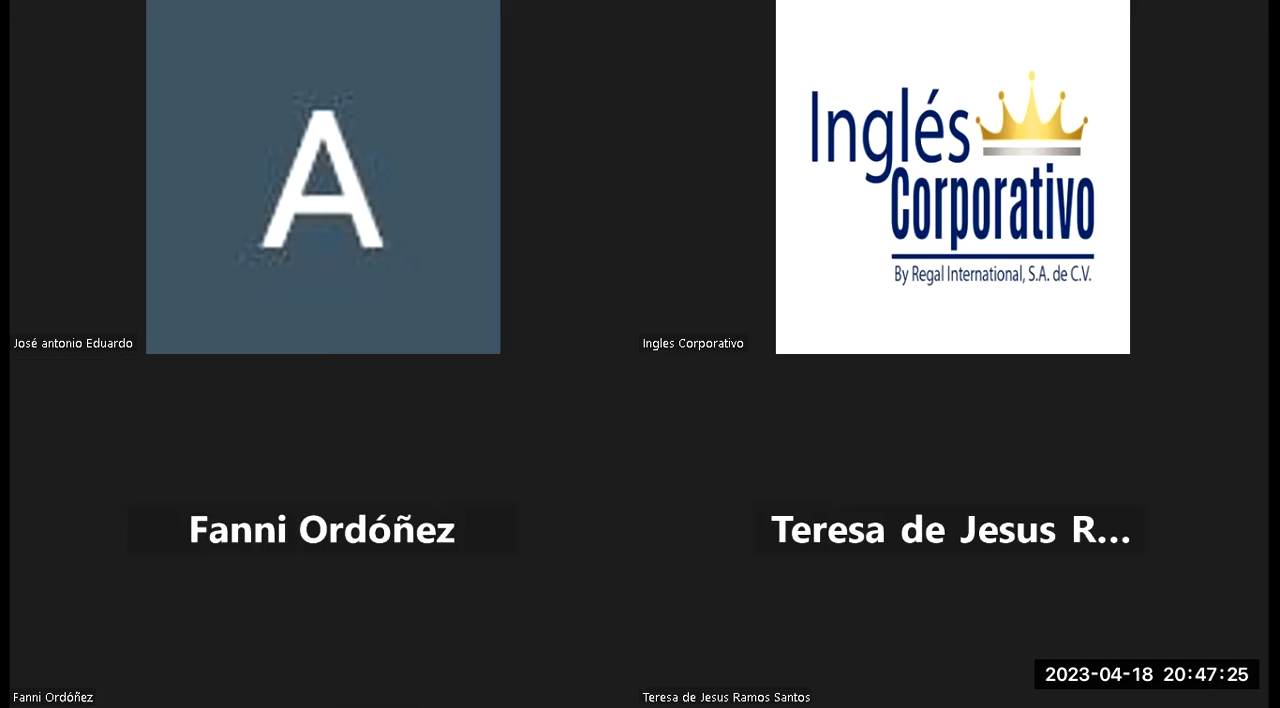 A
Inglés
Corporativo
By Regal International, S.A. de C.V.
José antonio Eduardo
Ingles Corporativo
Fanni Ordóñez
Teresa de Jesus R...
2023-04-18 20:47:25
Fanni Ordóñez
Teresa de Jesus Ramos Santos